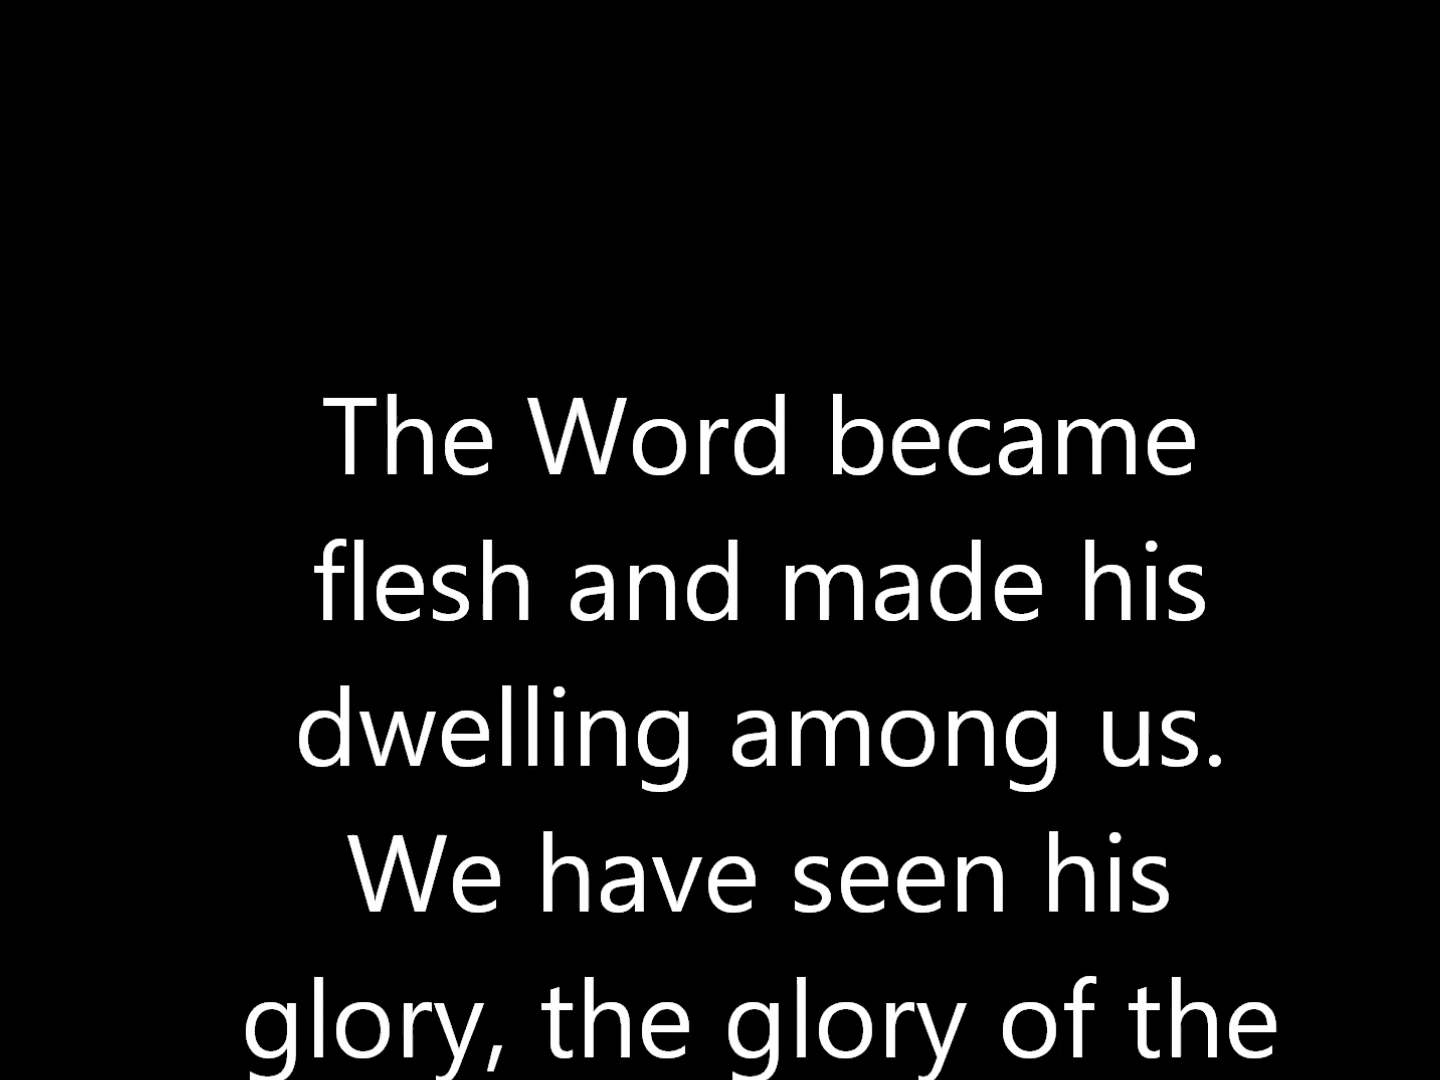 The Word became
flesh and made his
dwelling among us.
We have seen his
glory, the glory of the